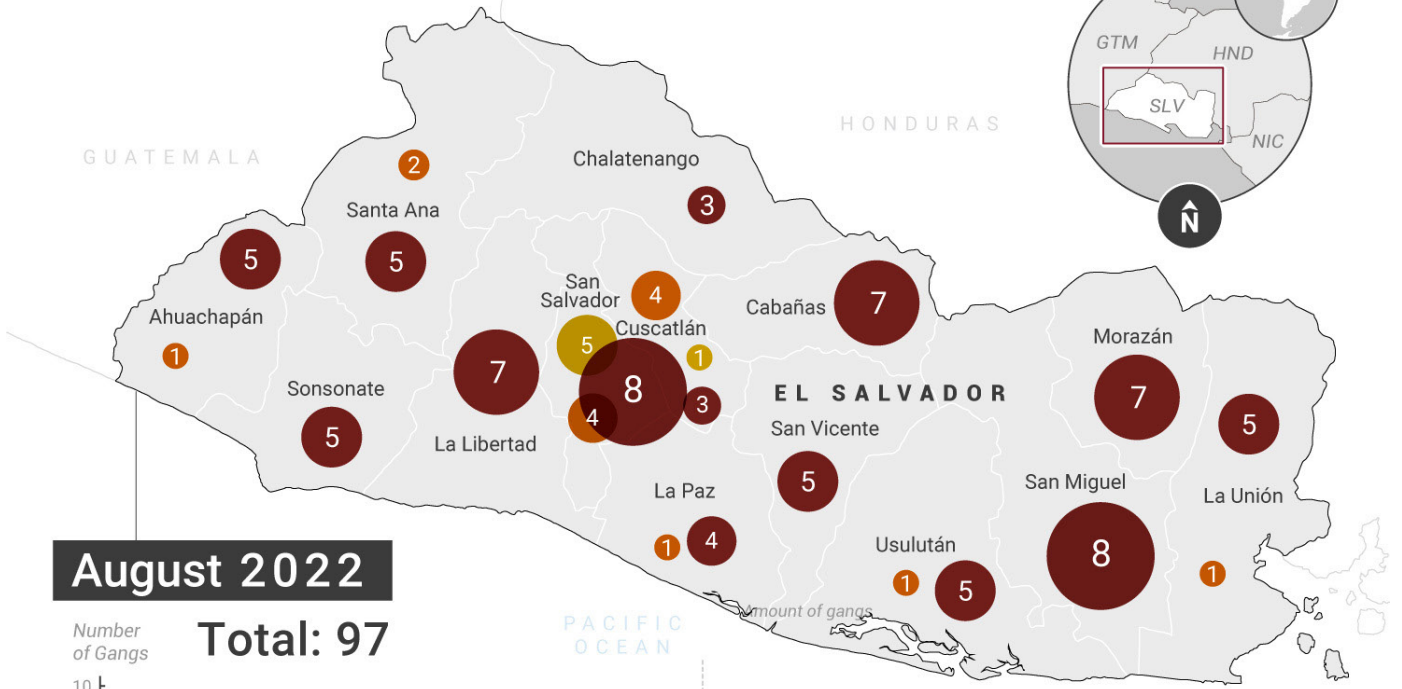 GTM
HND
SLV
NIC
N
HONDURAS
GUATEMALA
Chalatenango
2
3
Santa Ana
5
5
San
Salvador
4
Cabañas
7
Ahuachapán
Cuscatlán
5
1
1
Morazán
7
8
EL SALVADOR
7
Sonsonate
3
4
5
5
La Libertad
San Vicente
5
La Paz
San Miguel
La Unión
1
4
Usulután
8
1
5
1
August 2022
Amount of gangs
PACIFIC
OCEAN
Number
of Gangs
Total: 97
10